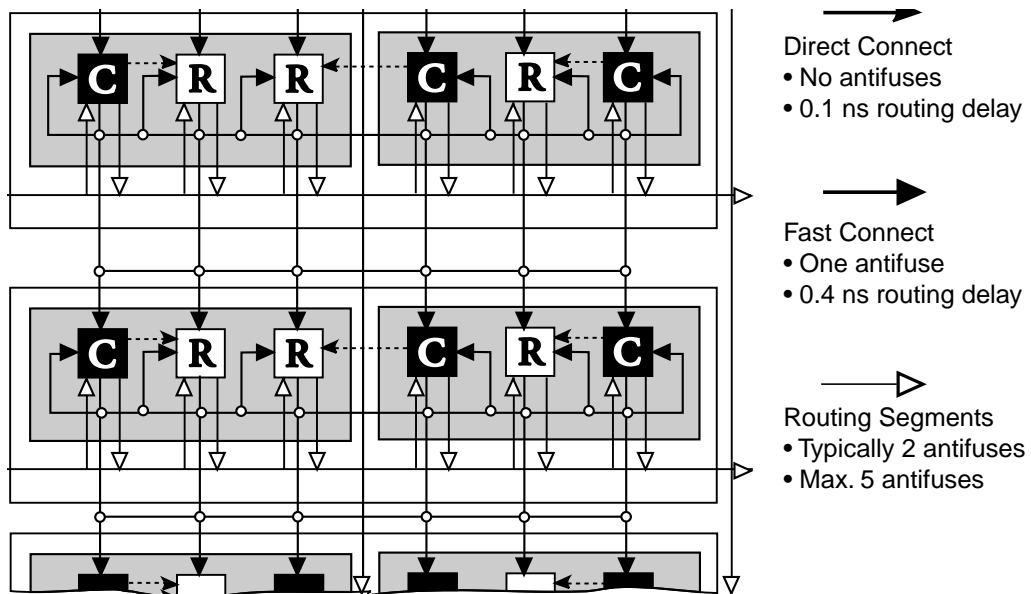 C R R C R C
Direct Connect
• No antifuses
• 0.1 ns routing delay
Fast Connect
• One antifuse
• 0.4 ns routing delay
C R R C R C
Routing Segments
• Typically 2 antifuses
• Max. 5 antifuses